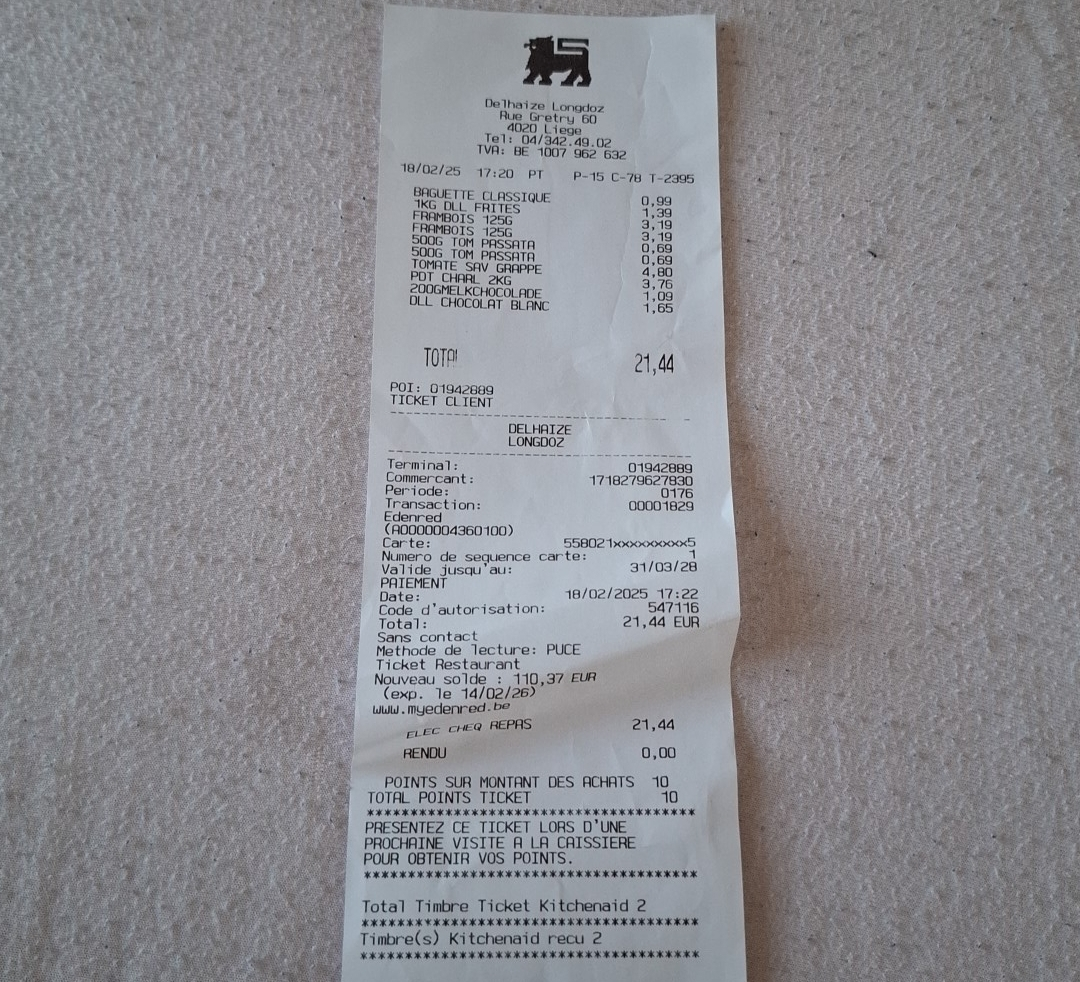 Delhaize Longdoz
Rue Gretry 60
4020 Liege
Tel: 04/342.49.02
TVA: BE 1007 962 632
18/02/25 17:20 PT P-15 C-78 T-2395
BAGUETTE CLASSIQUE 0,99
1KG DLL FRITES 1,39
FRAMBOIS 125G 3,19
FRAMBOIS 125G 3,19
500G TOM PASSATA 0,69
500G TOM PASSATA 0,69
TOMATE SAV GRAPPE 4,80
PDT CHARL 2KG 3,76
200GMELKCHOCOLADE 1,09
DLL CHOCOLAT BLANC 1,65
TOTAl 21,44
POI: 01942889
TICKET CLIENT
DELHAIZE
LONGDOZ
Terminal: 01942889
Commercant: 1718279627830
Periode: 0176
Transaction: 00001829
Edenred
(A0000004360100)
Carte: 558021xxxxxxxxx5
Numero de sequence carte: 1
Valide jusqu'au: 31/03/28
PAIEMENT
Date: 18/02/2025 17:22
Code d'autorisation: 547116
Total: 21,44 EUR
Sans contact
Methode de lecture: PUCE
Ticket Restaurant
Nouveau solde : 110,37 EUR
(exp. le 14/02/26)
www.myedenred.be
ELEC CHEQ REPAS 21,44
RENDU 0,00
POINTS SUR MONTANT DES ACHATS 10
TOTAL POINTS TICKET 10
****************************************
PRESENTEZ CE TICKET LORS D'UNE
PROCHAINE VISITE A LA CAISSIERE
POUR OBTENIR VOS POINTS.
****************************************
Total Timbre Ticket Kitchenaid 2
****************************************
Timbre(s) Kitchenaid recu 2
****************************************